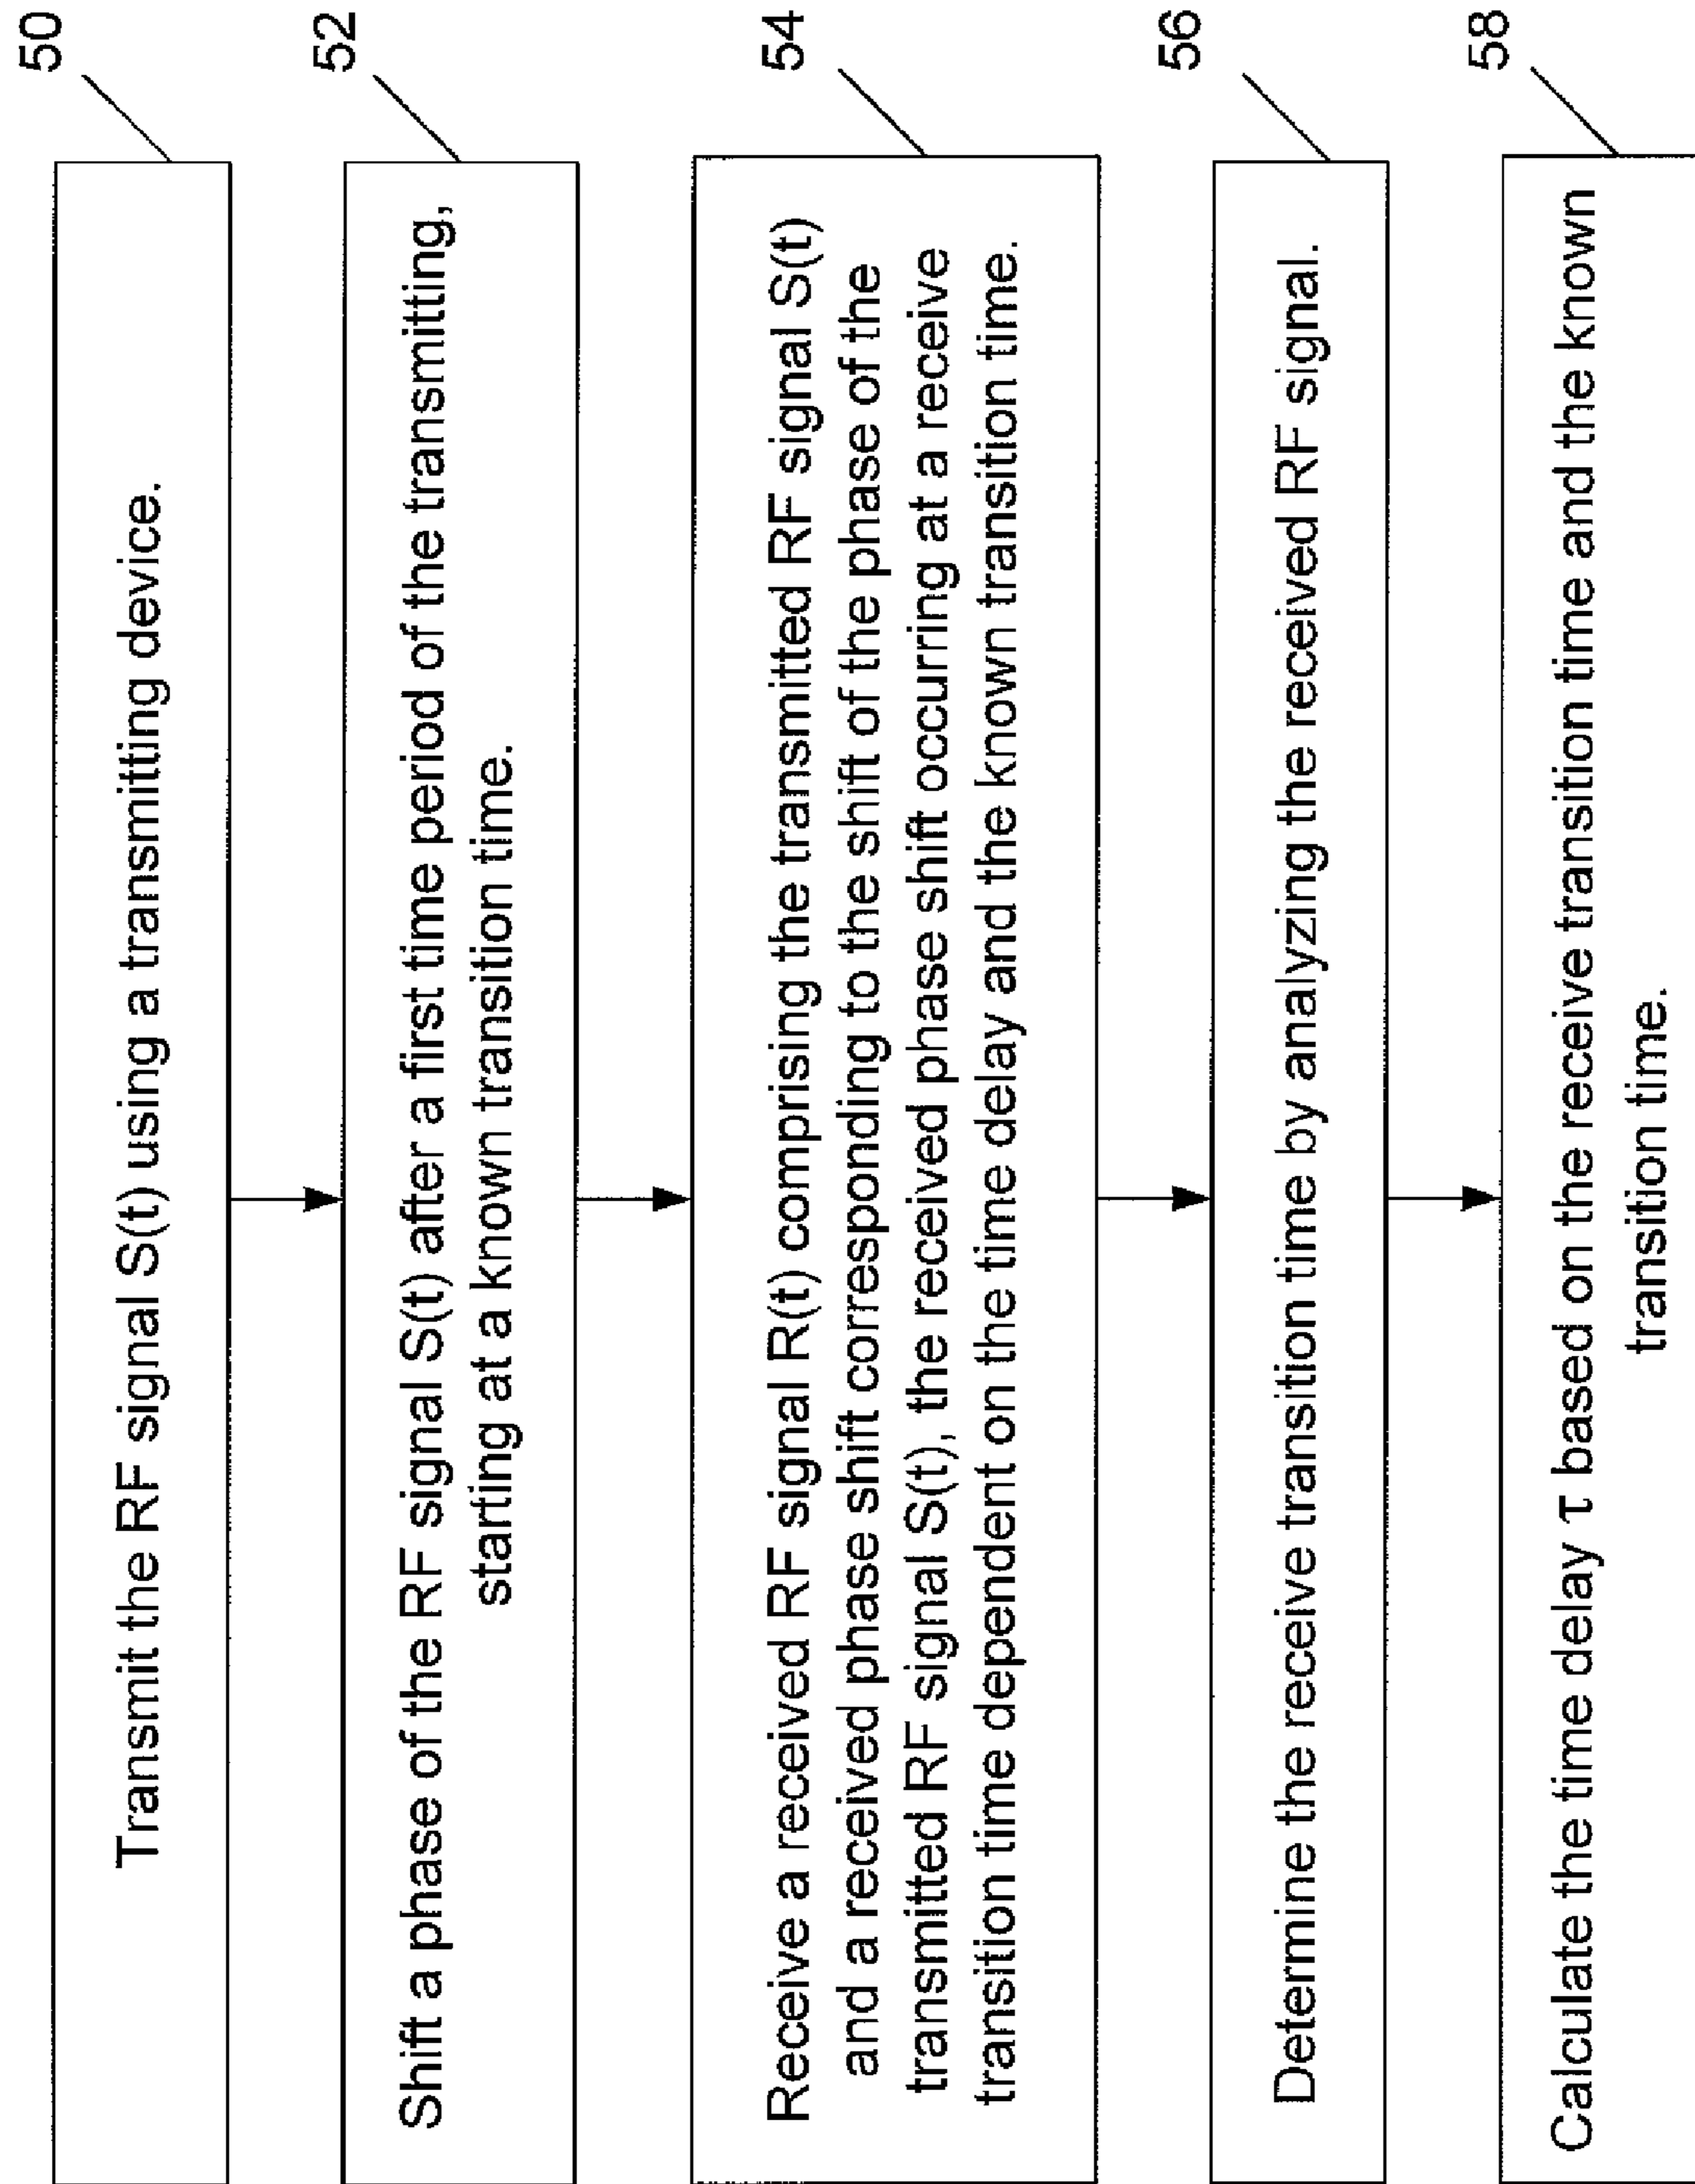 50
Transmit the RF signal S(t) using a transmitting device.
52
Shift a phase of the RF signal S(t) after a first time period of the transmitting,
starting at a known transition time.
54
Receive a received RF signal R(t) comprising the transmitted RF signal S(t)
and a received phase shift corresponding to the shift of the phase of the
transmitted RF signal S(t), the received phase shift occurring at a receive
transition time dependent on the time delay and the known transition time.
56
Determine the receive transition time by analyzing the received RF signal.
58
Calculate the time delay τ based on the receive transition time and the known
transition time.